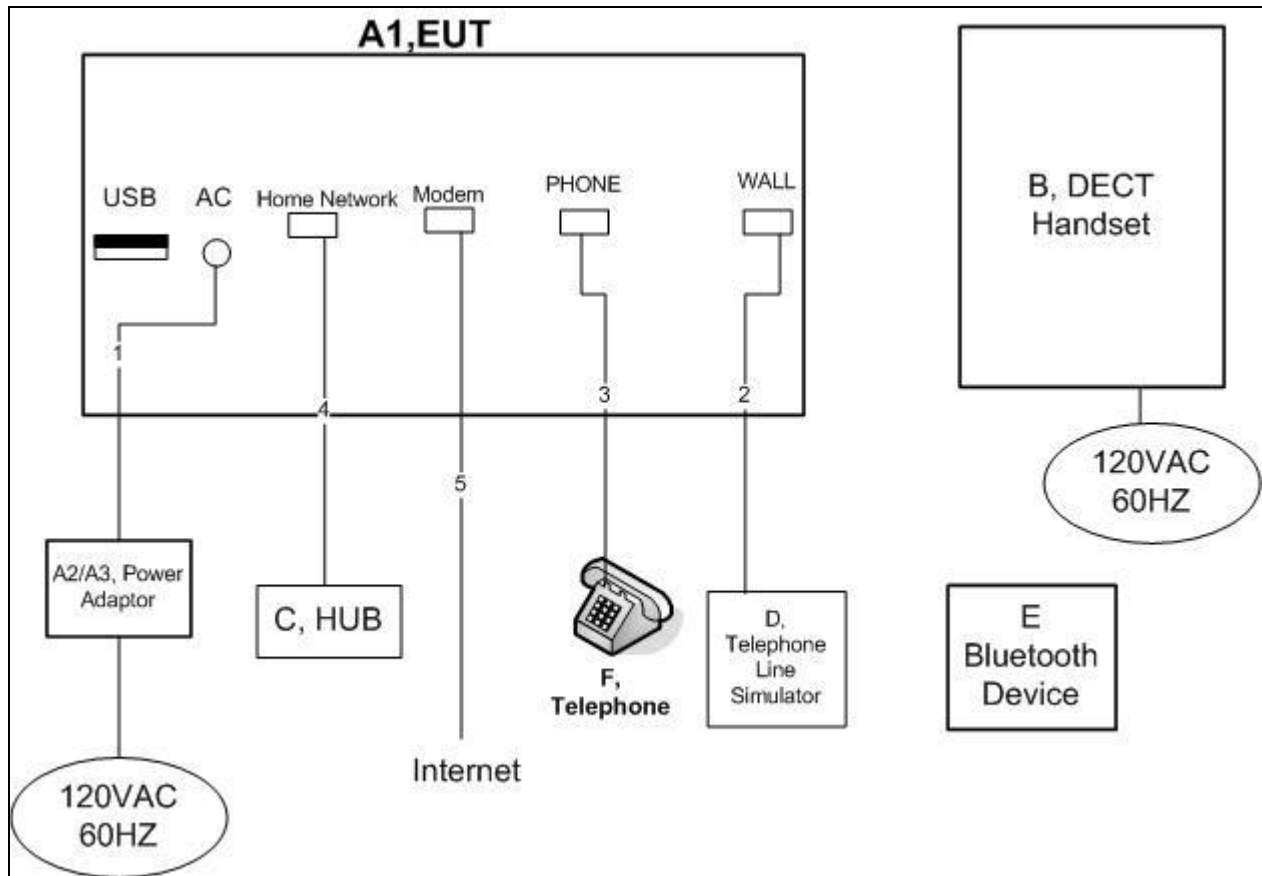 A1,EUT
USB
AC
Home Network
Modem
PHONE
WALL
B, DECT
Handset
1
4
5
3
2
120VAC
60HZ
A2/A3, Power
Adaptor
C, HUB
F,
Telephone
D,
Telephone
Line
Simulator
E
Bluetooth
Device
Internet
120VAC
60HZ